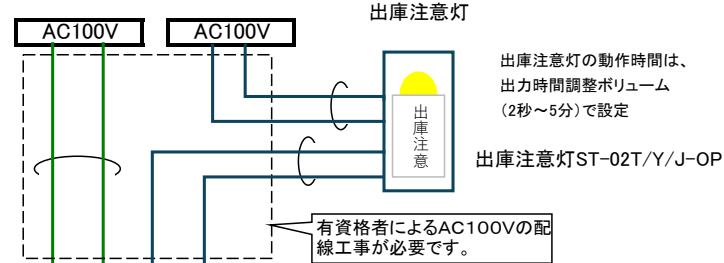 出庫注意灯
AC100V
AC100V
出庫注意灯の動作時間は、
出力時間調整ボリューム
(2秒～5分)で設定
出庫注意
出庫注意灯ST-02T/Y/J-OP
有資格者によるAC100Vの配
線工事が必要です。